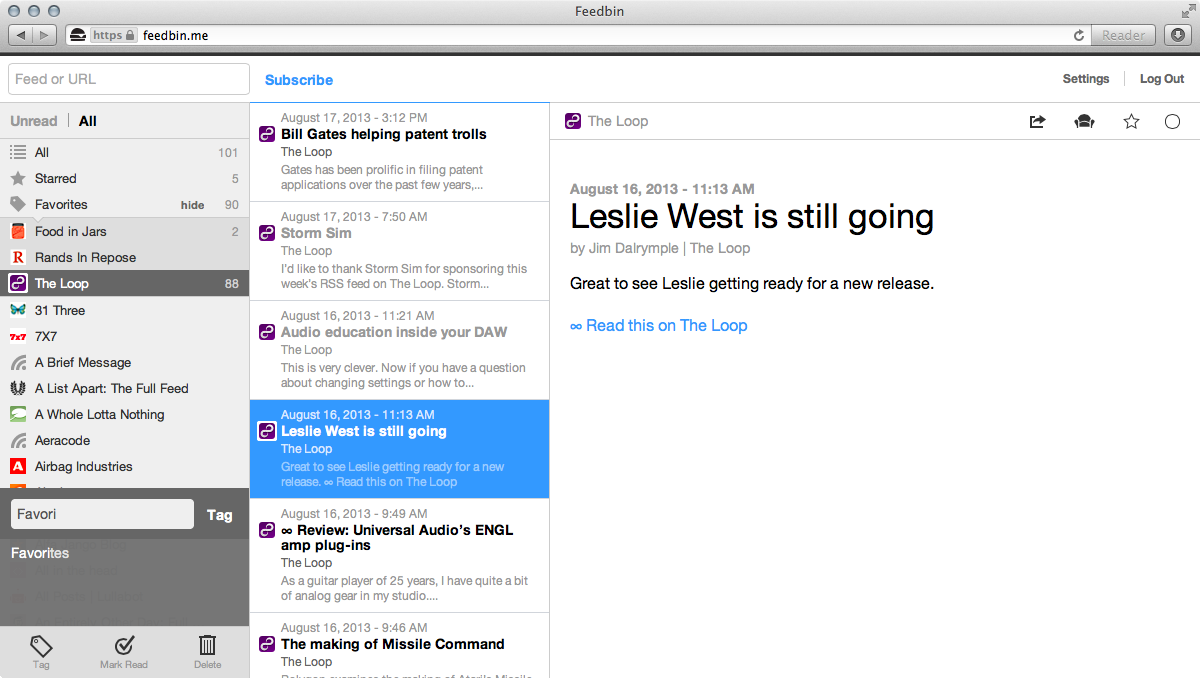 Feedbin
https
feedbin.me
Reader
Feed or URL
Subscribe
Settings
Log Out
Unread
All
All
101
Starred
5
Favorites
hide
90
Food in Jars
2
R
Rands In Repose
The Loop
88
31 Three
7x7
7X7
A Brief Message
A List Apart: The Full Feed
A Whole Lotta Nothing
Aeracode
A
Airbag Industries
Favori
Tag
Favorites
Tag
Mark Read
Delete
August 17, 2013 - 3:12 PM
Bill Gates helping patent trolls
The Loop
Gates has been prolific in filing patent
applications over the past few years,...
August 17, 2013 - 7:50 AM
Storm Sim
The Loop
I'd like to thank Storm Sim for sponsoring this
week's RSS feed on The Loop. Storm...
August 16, 2013 - 11:21 AM
Audio education inside your DAW
The Loop
This is very clever. Now if you have a question
about changing settings or how to...
August 16, 2013 - 11:13 AM
Leslie West is still going
The Loop
Great to see Leslie getting ready for a new
release. ∞ Read this on The Loop
August 16, 2013 - 9:49 AM
∞ Review: Universal Audio’s ENGL
amp plug-ins
The Loop
As a guitar player of 25 years, I have quite a bit
of analog gear in my studio....
August 16, 2013 - 9:46 AM
The making of Missile Command
The Loop
The Loop
August 16, 2013 - 11:13 AM
Leslie West is still going
by Jim Dalrymple | The Loop
Great to see Leslie getting ready for a new release.
∞ Read this on The Loop